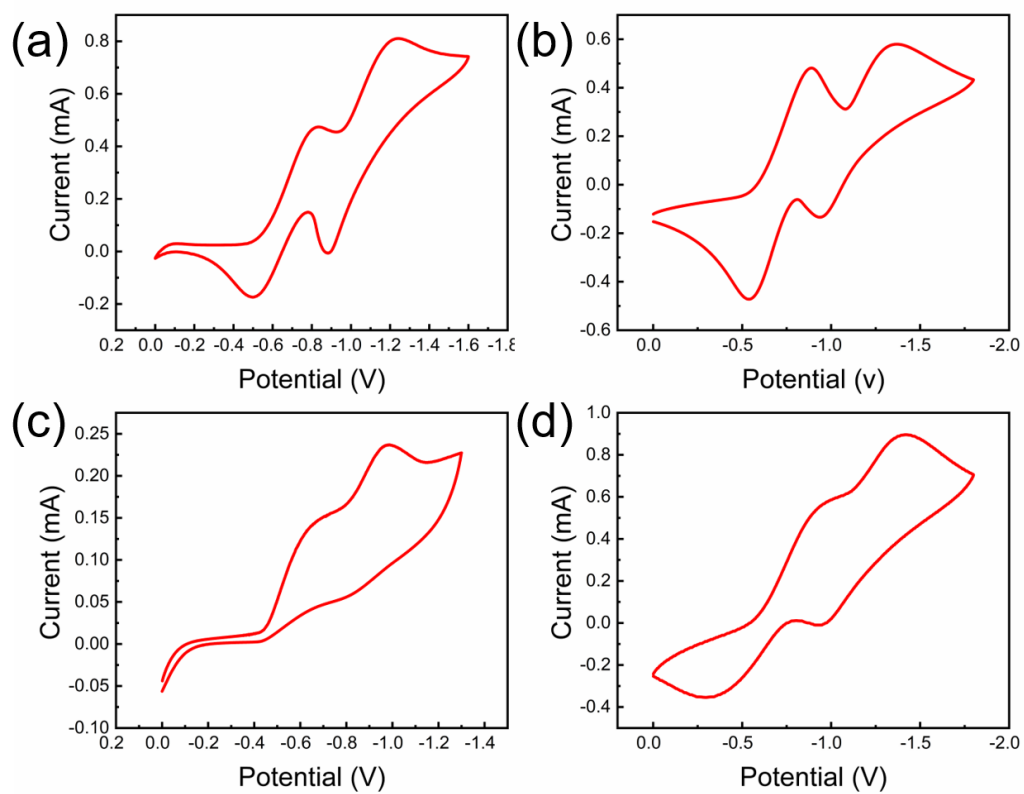 (a)
Current (mA)
0.8
0.6
0.4
0.2
0.0
-0.2
0.2 0.0 -0.2 -0.4 -0.6 -0.8 -1.0 -1.2 -1.4 -1.6 -1.8
Potential (V)
(b)
Current (mA)
0.6
0.4
0.2
0.0
-0.2
-0.4
-0.6
0.0 -0.5 -1.0 -1.5 -2.0
Potential (v)
(c)
Current (mA)
0.25
0.20
0.15
0.10
0.05
0.00
-0.05
-0.10
0.2 0.0 -0.2 -0.4 -0.6 -0.8 -1.0 -1.2 -1.4
Potential (V)
(d)
Current (mA)
1.0
0.8
0.6
0.4
0.2
0.0
-0.2
-0.4
0.0 -0.5 -1.0 -1.5 -2.0
Potential (V)